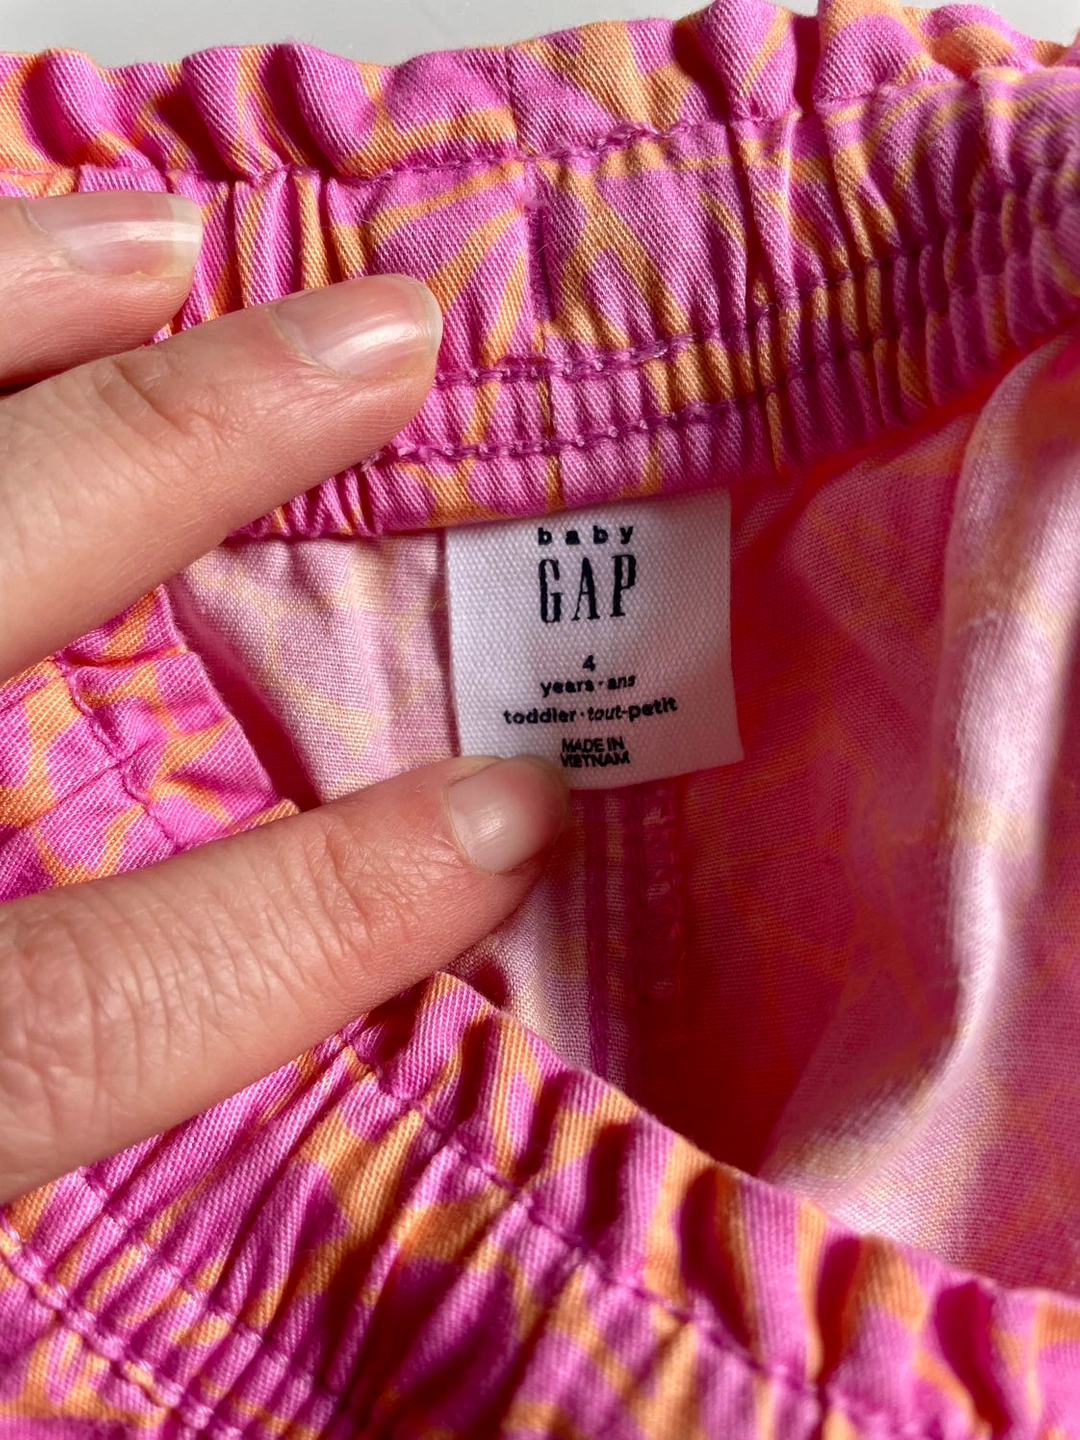 baby
GAP
4
years · ans
toddler · tout-petit
MADE IN
VIETNAM